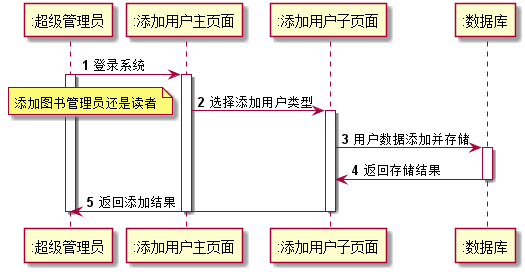 :超级管理员 :添加用户主页面 :添加用户子页面 :数据库
1 登录系统
添加图书管理员还是读者
2 选择添加用户类型
3 用户数据添加并存储
4 返回存储结果
5 返回添加结果
:超级管理员 :添加用户主页面 :添加用户子页面 :数据库